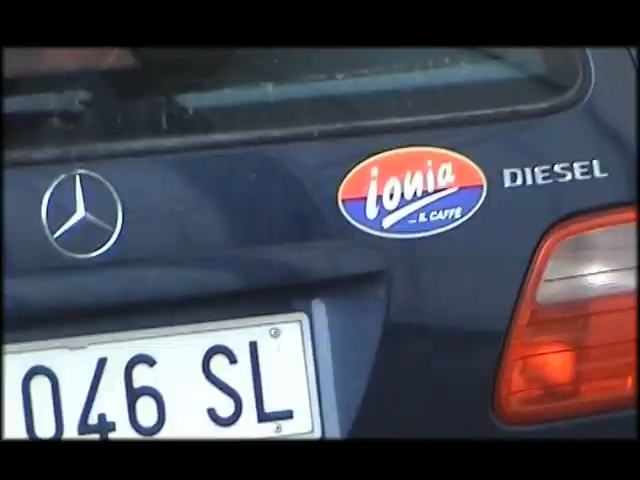 ionia
... IL CAFFÈ
DIESEL
046 SL